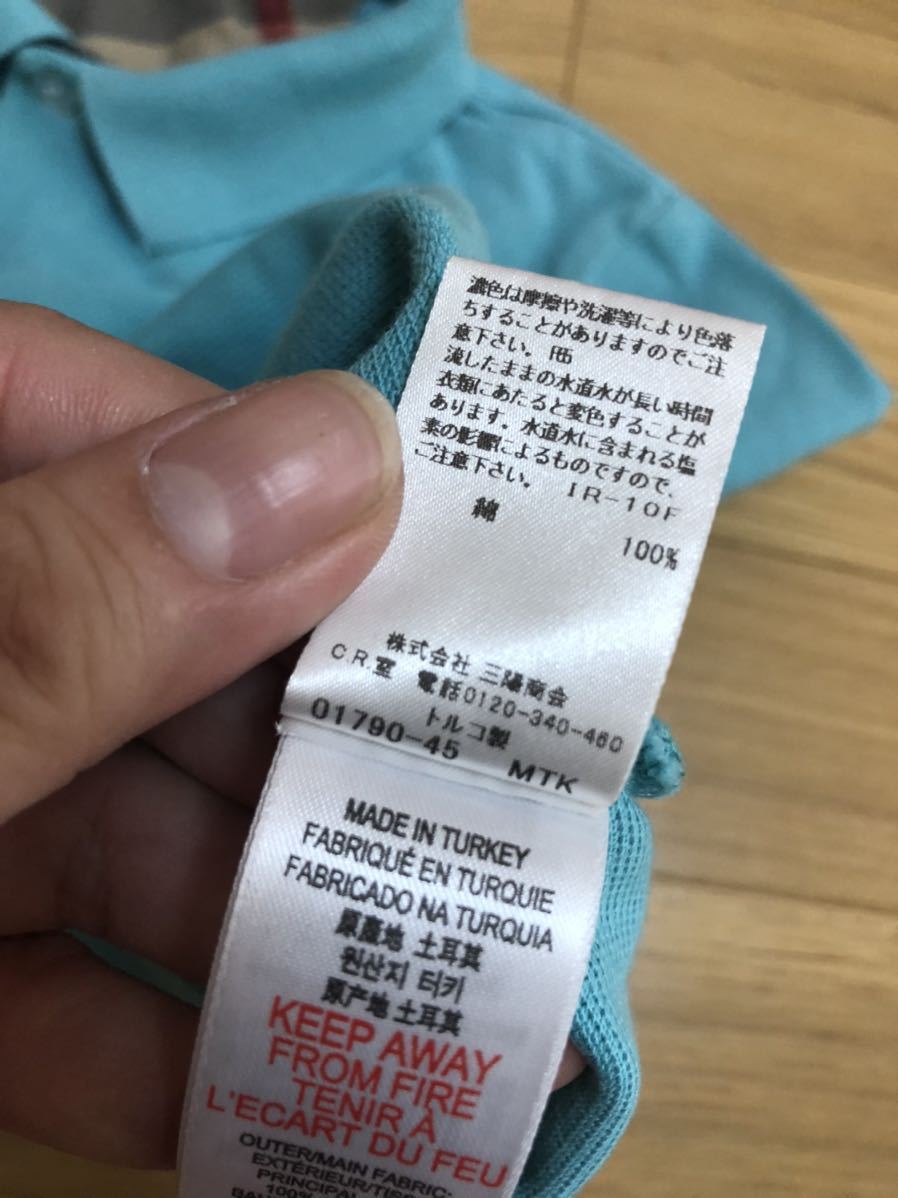 濃色は摩擦や洗濯等により色落
ちすることがありますのでご注
意下さい。 F5
流したままの水道水が長い時間
衣類にあたると変色することが
あります。水道水に含まれる塩
素の影響によるものですので、
ご注意下さい。 IR-10F
綿 100%
株式会社 三陽商会
C.R.室 電話0120-340-460
トルコ製
01790-45 MTK
MADE IN TURKEY
FABRIQUÉ EN TURQUIE
FABRICADO NA TURQUIA
原產地 土耳其
원산지 터키
原产地 土耳其
KEEP AWAY
FROM FIRE
TENIR À
L'ECART DU FEU
OUTER/MAIN FABRIC:
EXTÉRIEUR/TISS
PRINCIPAL
100%